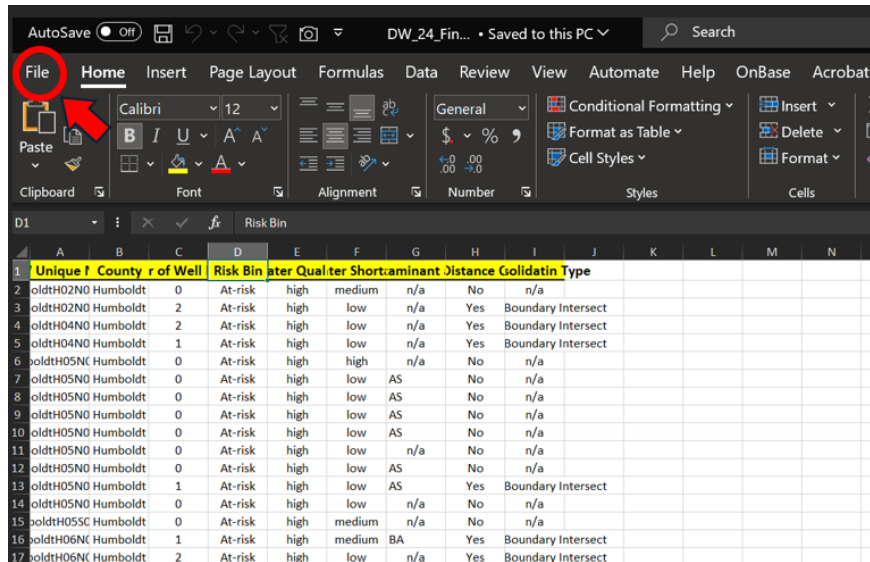 AutoSave Off DW_24_Fin... • Saved to this PC Search
File Home Insert Page Layout Formulas Data Review View Automate Help OnBase Acrobat
Calibri 12 ab General Conditional Formatting Insert
Paste B I U A A $ % Format as Table Delete
A Cell Styles Format
Clipboard Font Alignment Number Styles Cells
D1 fx Risk Bin
A B C D E F G H I J K L M N
1 Unique County r of Well Risk Bin ater Qual ter Short aminant Distance solidatin Type
2 oldtH02N0 Humboldt 0 At-risk high medium n/a No n/a
3 oldtH02N0 Humboldt 2 At-risk high low n/a Yes Boundary Intersect
4 oldtH04N0 Humboldt 2 At-risk high low n/a Yes Boundary Intersect
5 oldtH04N0 Humboldt 1 At-risk high low n/a Yes Boundary Intersect
6 boldtH05N0 Humboldt 0 At-risk high high n/a No n/a
7 oldtH05N0 Humboldt 0 At-risk high low AS No n/a
8 oldtH05N0 Humboldt 0 At-risk high low AS No n/a
9 oldtH05N0 Humboldt 0 At-risk high low AS No n/a
10 oldtH05N0 Humboldt 0 At-risk high low AS No n/a
11 oldtH05N0 Humboldt 0 At-risk high low n/a No n/a
12 oldtH05N0 Humboldt 0 At-risk high low AS No n/a
13 oldtH05N0 Humboldt 1 At-risk high low AS Yes Boundary Intersect
14 oldtH05N0 Humboldt 0 At-risk high low n/a No n/a
15 boldtH05S0 Humboldt 0 At-risk high medium n/a No n/a
16 boldtH06N0 Humboldt 1 At-risk high medium BA Yes Boundary Intersect
17 boldtH06N0 Humboldt 2 At-risk high low n/a Yes Boundary Intersect